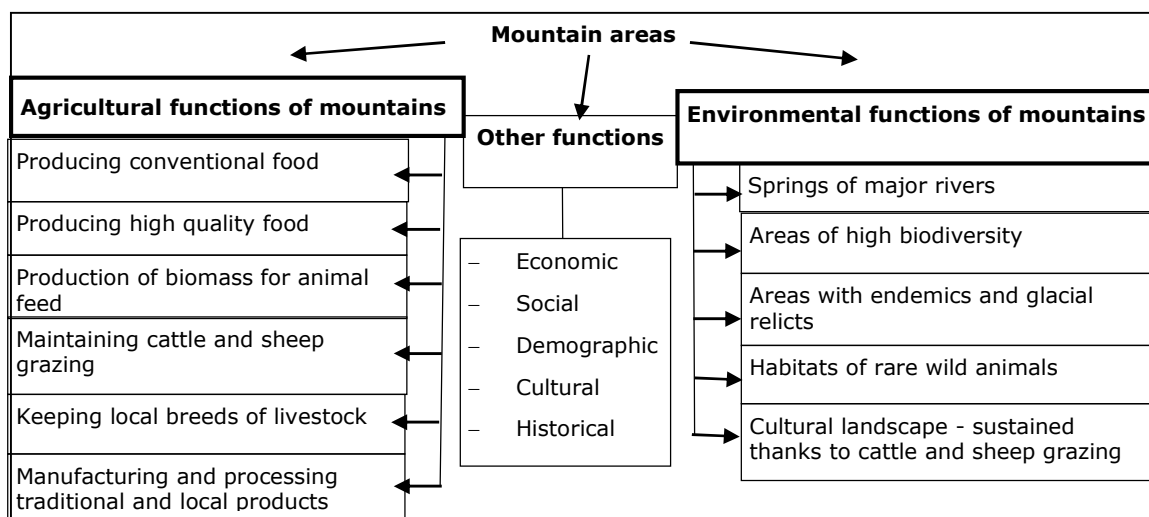 Mountain areas
Agricultural functions of mountains
Producing conventional food
Producing high quality food
Production of biomass for animal
feed
Maintaining cattle and sheep
grazing
Keeping local breeds of livestock
Manufacturing and processing
traditional and local products
Other functions
– Economic
– Social
– Demographic
– Cultural
– Historical
Environmental functions of mountains
Springs of major rivers
Areas of high biodiversity
Areas with endemics and glacial
relicts
Habitats of rare wild animals
Cultural landscape - sustained
thanks to cattle and sheep grazing